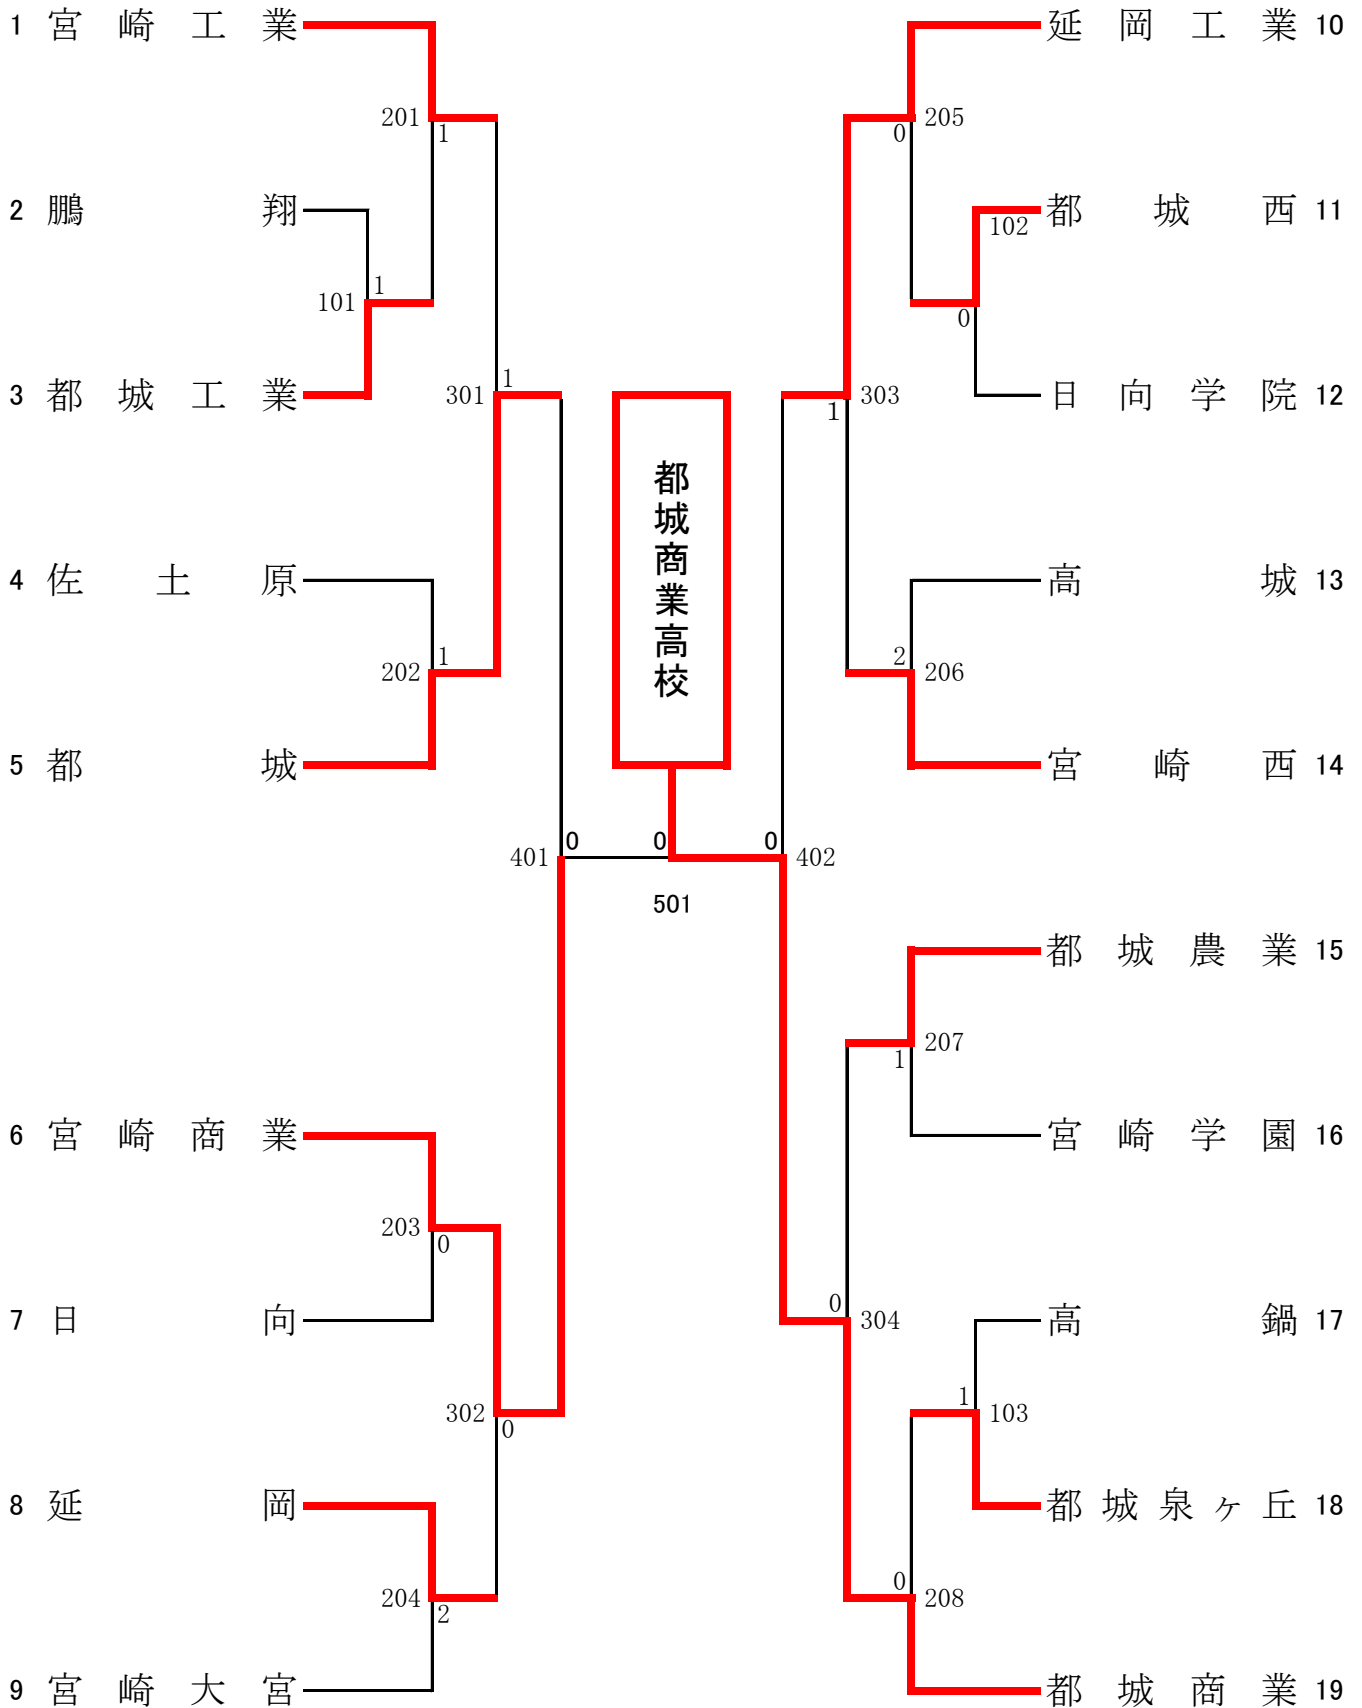 1 宮崎工業
201
1
2 鵬翔
1
101
3 都城工業
1
301
4 佐土原
1
202
5 都城
0
401
6 宮崎商業
203
0
7 日向
302
0
8 延岡
204
2
9 宮崎大宮
都城商業高校
0
501
延岡工業 10
205
0
都城西 11
102
0
日向学院 12
303
1
高城 13
2
206
宮崎西 14
0
402
都城農業 15
207
1
宮崎学園 16
0
304
高鍋 17
1
103
都城泉ヶ丘 18
0
208
都城商業 19